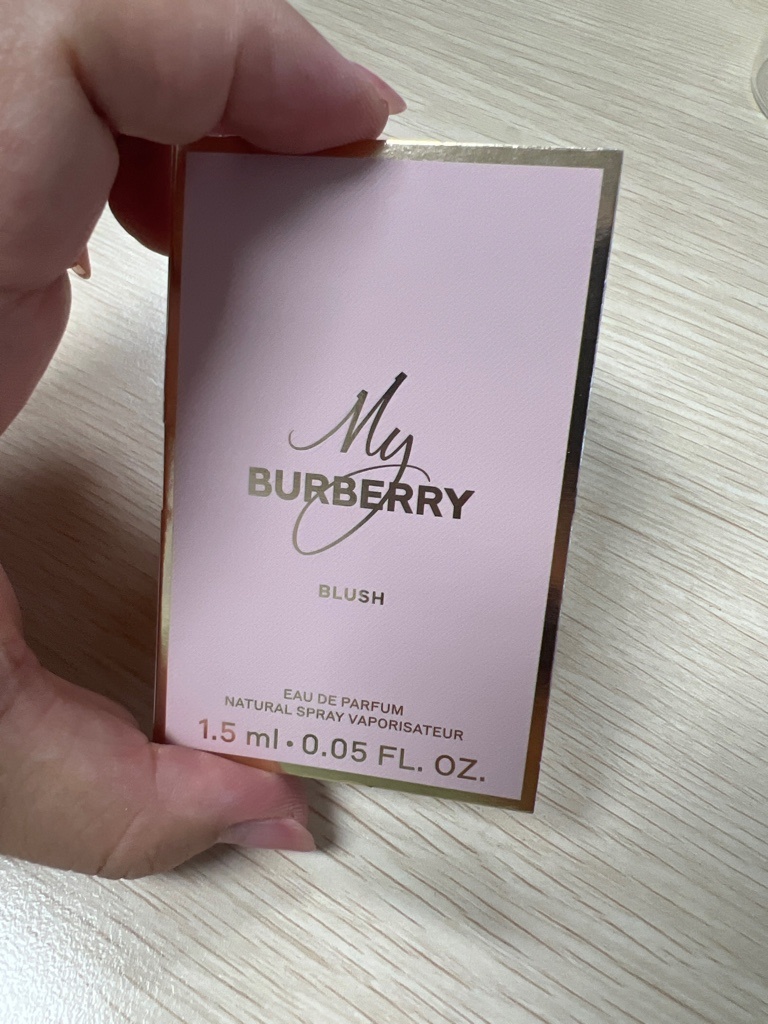 My
BURBERRY
BLUSH
EAU DE PARFUM
NATURAL SPRAY VAPORISATEUR
1.5 ml • 0.05 FL. OZ.